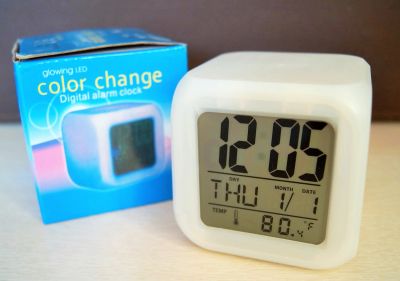 glowing LED
color change
Digital alarm clock
12:05
DAY MONTH DATE
THU 1/1
TEMP 80.4 °F